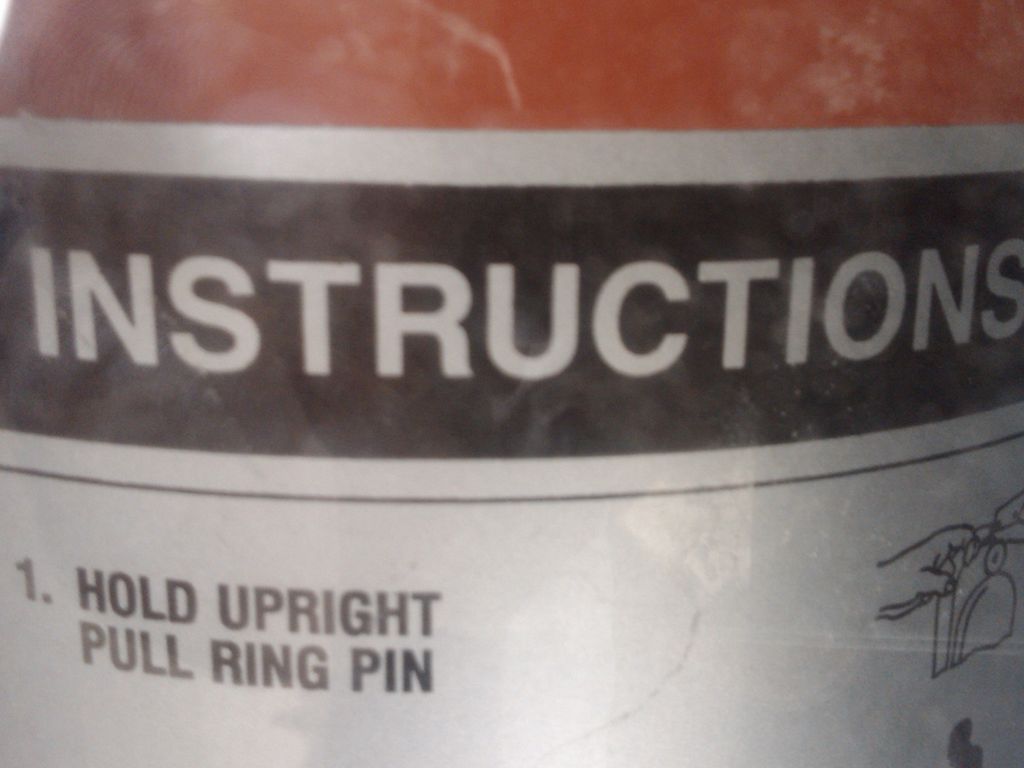 INSTRUCTIONS
1. HOLD UPRIGHT
PULL RING PIN